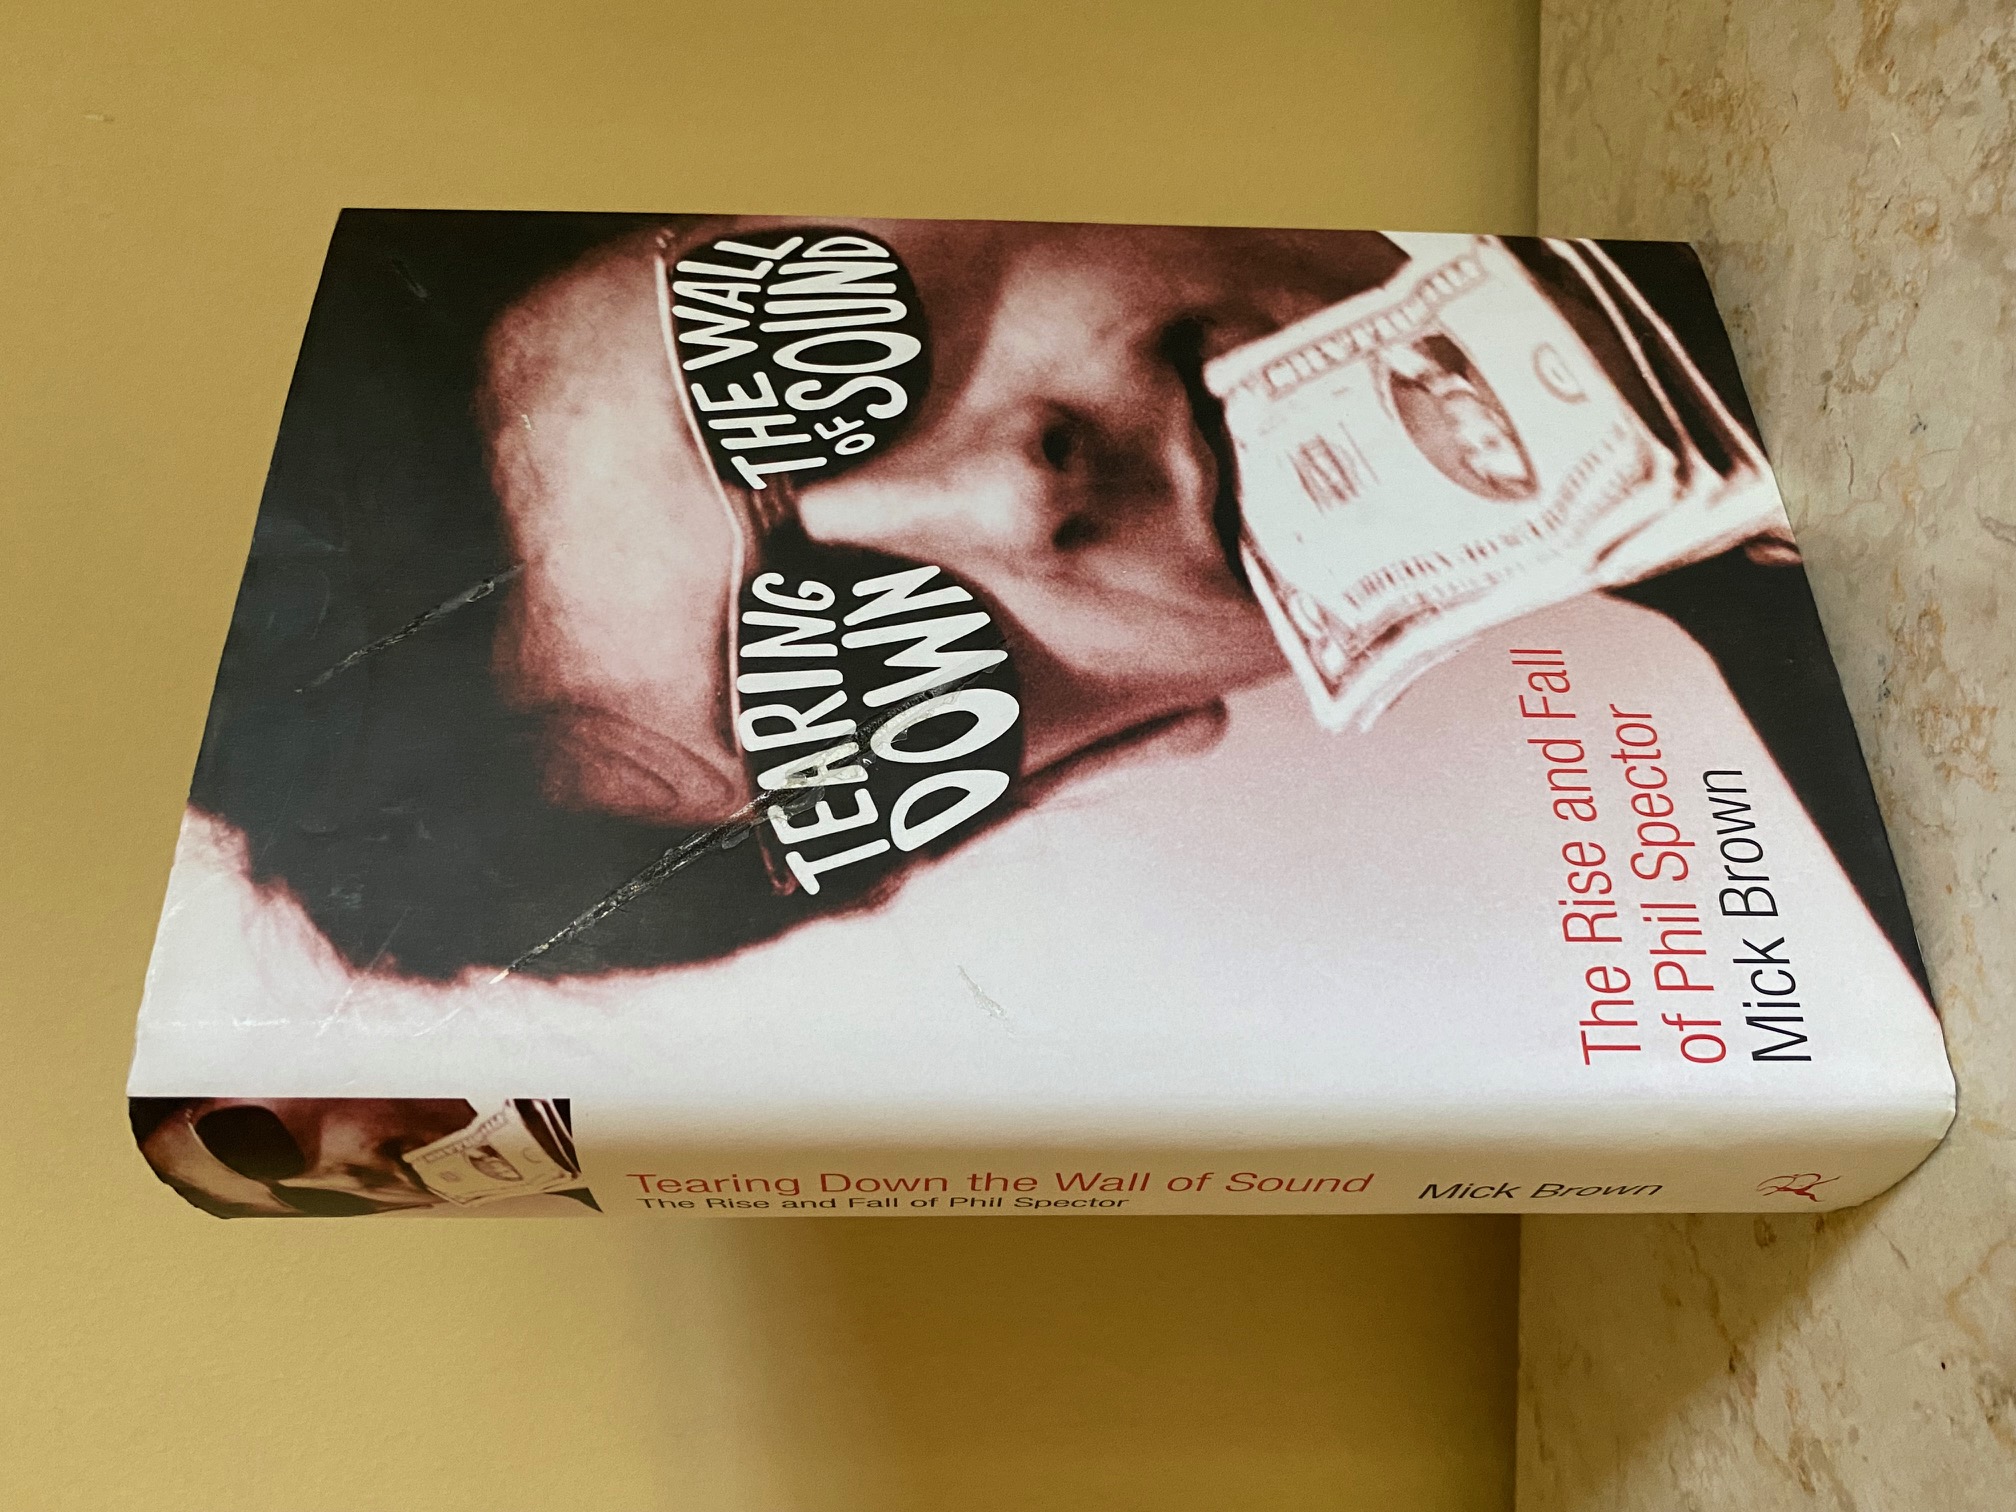 TEARING
DOWN
THE WALL
OF SOUND
The Rise and Fall
of Phil Spector
Mick Brown
Tearing Down the Wall of Sound
The Rise and Fall of Phil Spector
Mick Brown